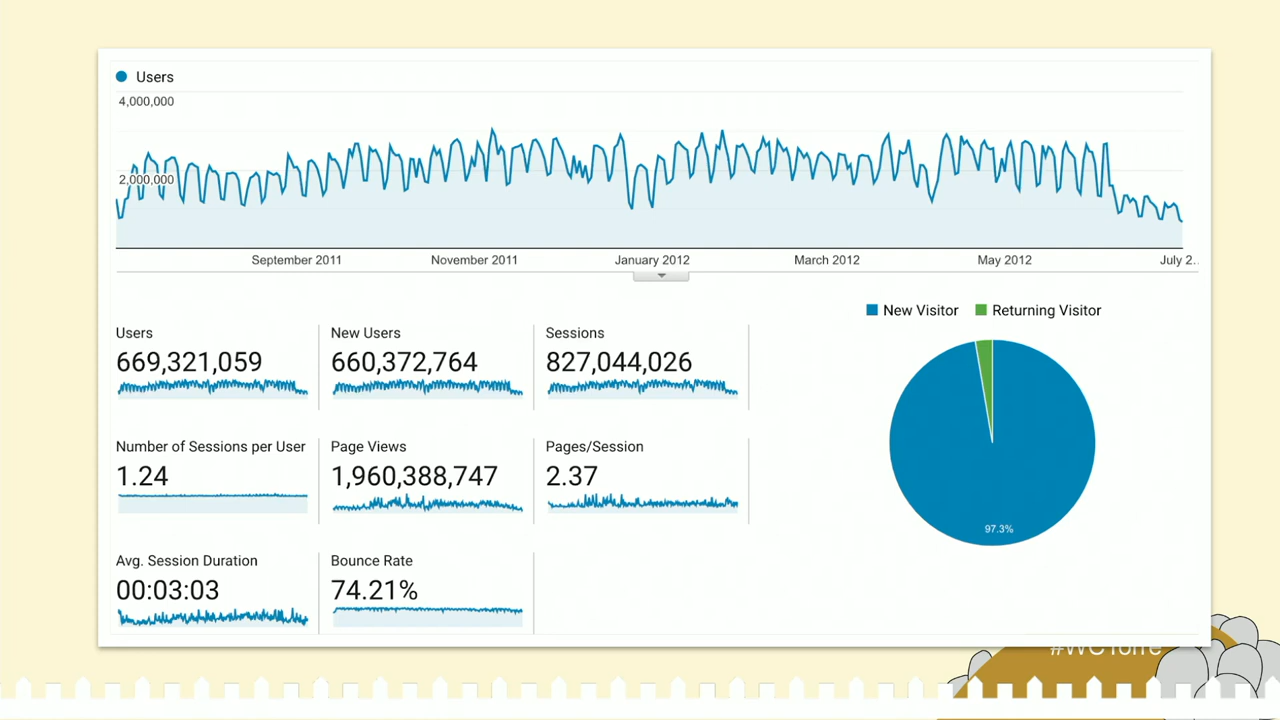 Users
4,000,000
2,000,000
September 2011
November 2011
January 2012
March 2012
May 2012
July 2...
New Visitor
Returning Visitor
Users
669,321,059
New Users
660,372,764
Sessions
827,044,026
Number of Sessions per User
1.24
Page Views
1,960,388,747
Pages/Session
2.37
97.3%
Avg. Session Duration
00:03:03
Bounce Rate
74.21%